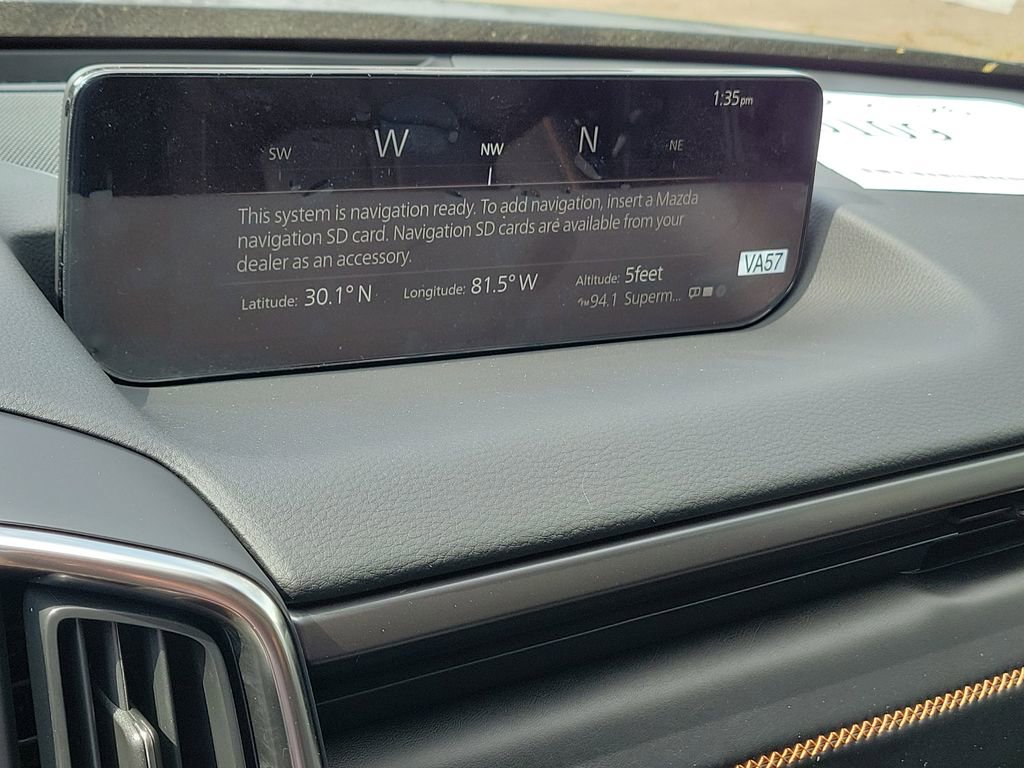 1:35pm
SW W NW N NE
This system is navigation ready. To add navigation, insert a Mazda
navigation SD card. Navigation SD cards are available from your
dealer as an accessory.
VA57
Latitude: 30.1° N Longitude: 81.5° W Altitude: 5feet
FM 94.1 Superm...